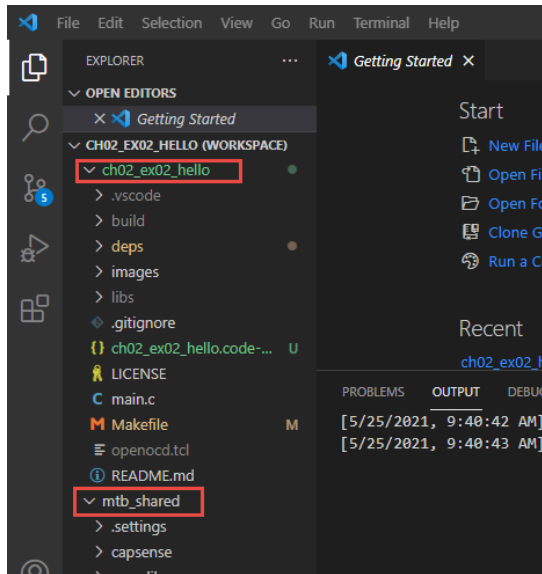 File Edit Selection View Go Run Terminal Help
EXPLORER
OPEN EDITORS
Getting Started
CH02_EX02_HELLO (WORKSPACE)
ch02_ex02_hello
.vscode
build
deps
images
libs
.gitignore
ch02_ex02_hello.code-... U
LICENSE
main.c
Makefile M
openocd.tcl
README.md
mtb_shared
.settings
capsense
5
Getting Started
Start
New File
Open Fi
Open Fo
Clone G
Run a C
Recent
ch02_ex02_h
PROBLEMS OUTPUT DEBU
[5/25/2021, 9:40:42 AM]
[5/25/2021, 9:40:43 AM]